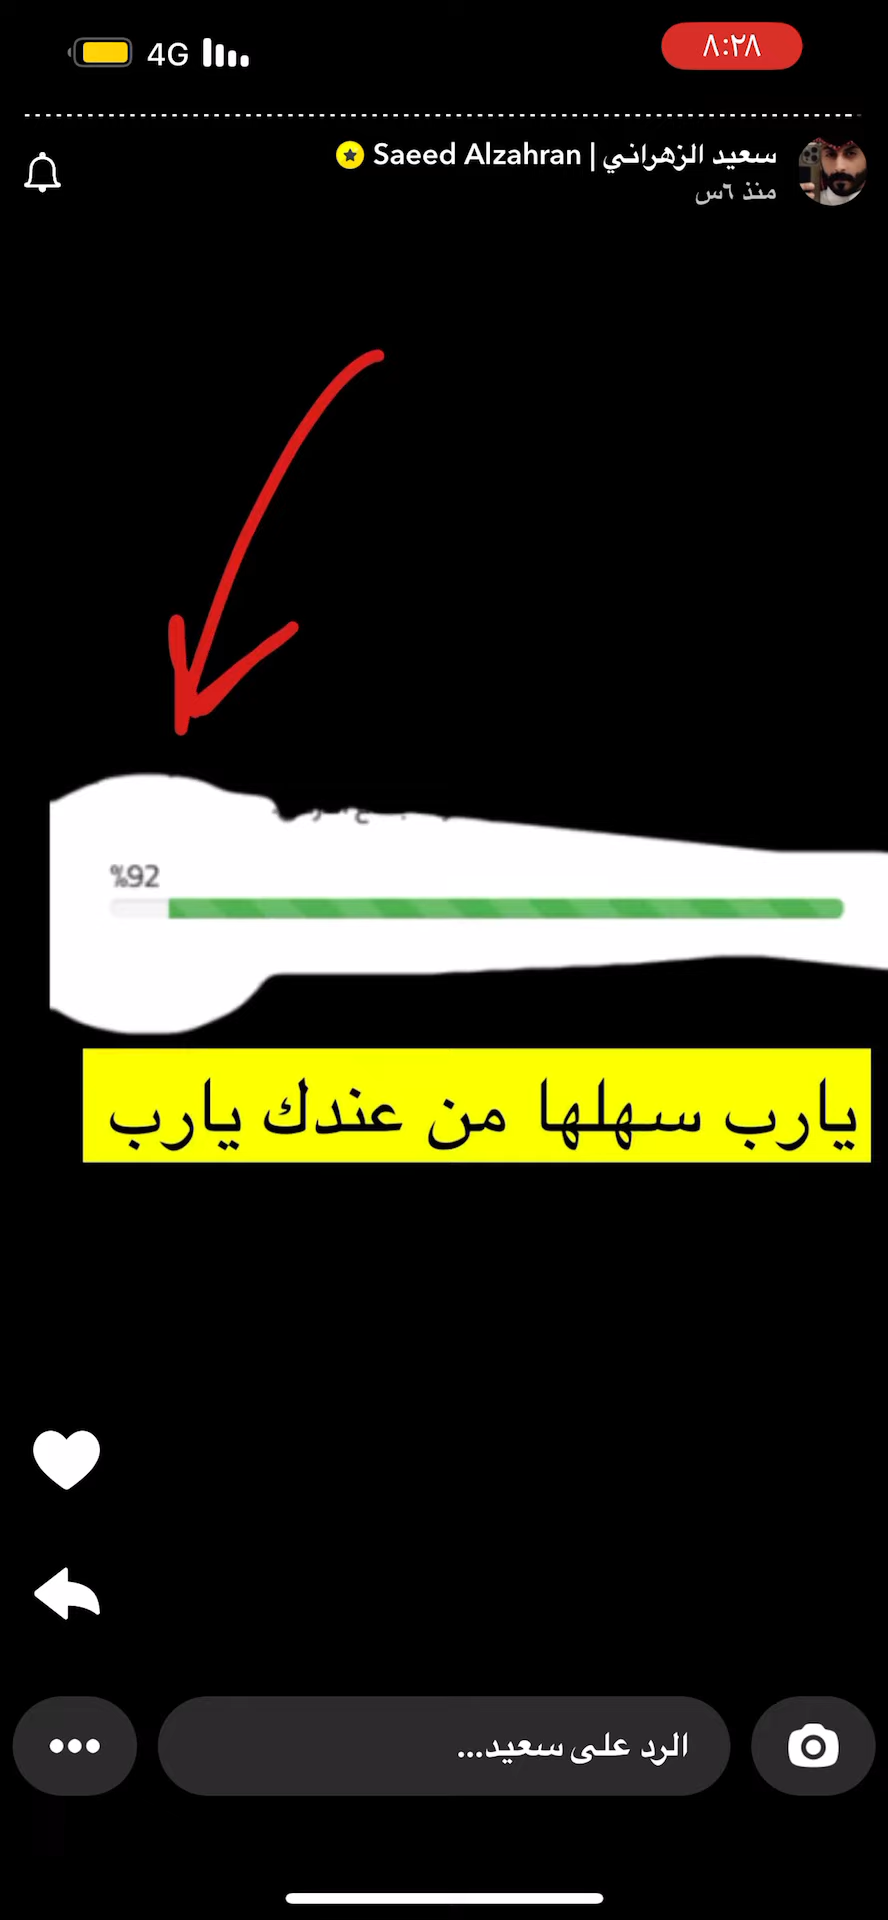 ٨:٢٨
4G
سعيد الزهراني | Saeed Alzahran
منذ ٦س
%92
يارب سهلها من عندك يارب
الرد على سعيد...